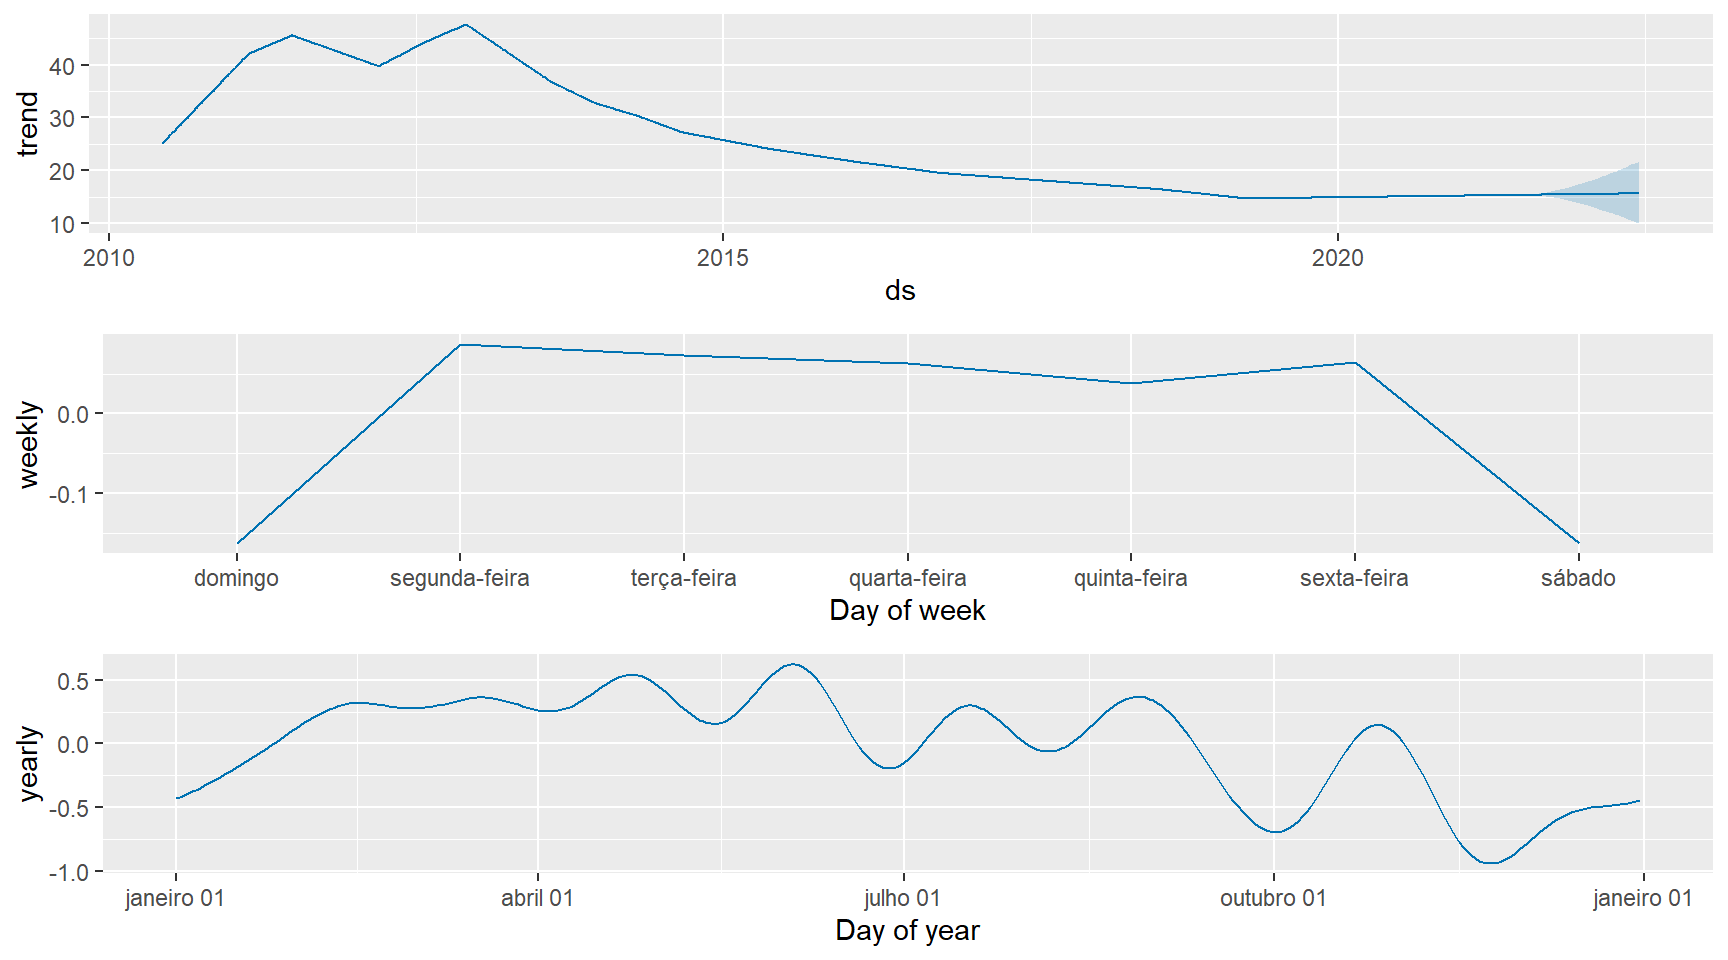 trend
40
30
20
10
2010 2015 2020
ds
weekly
0.0
-0.1
domingo segunda-feira terça-feira quarta-feira quinta-feira sexta-feira sábado
Day of week
yearly
0.5
0.0
-0.5
-1.0
janeiro 01 abril 01 julho 01 outubro 01 janeiro 01
Day of year